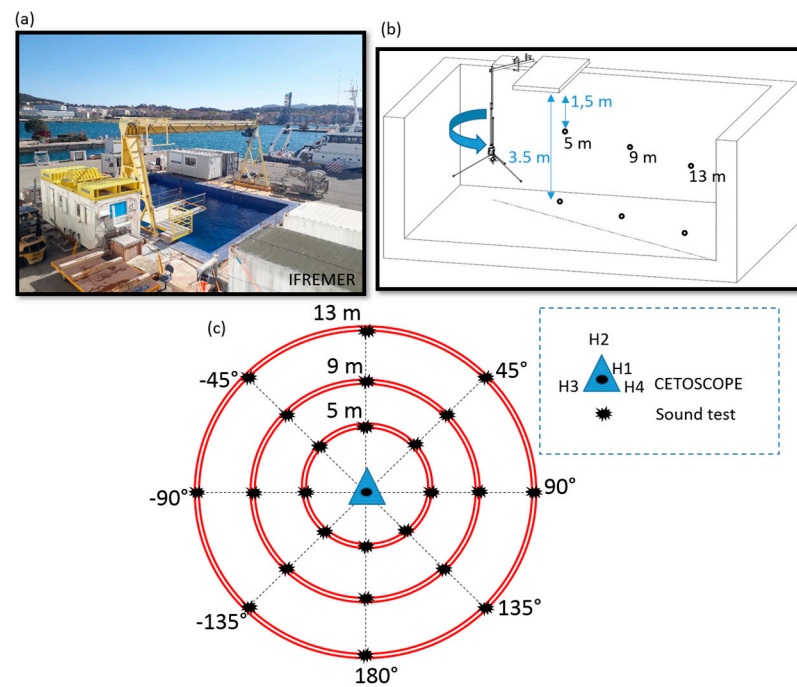 (a)
IFREMER
(b)
1,5 m
3.5 m
5 m
9 m
13 m
(c)
13 m
9 m
5 m
-45°
45°
-90°
90°
-135°
135°
180°
H2
H1
H3
H4
CETOSCOPE
Sound test